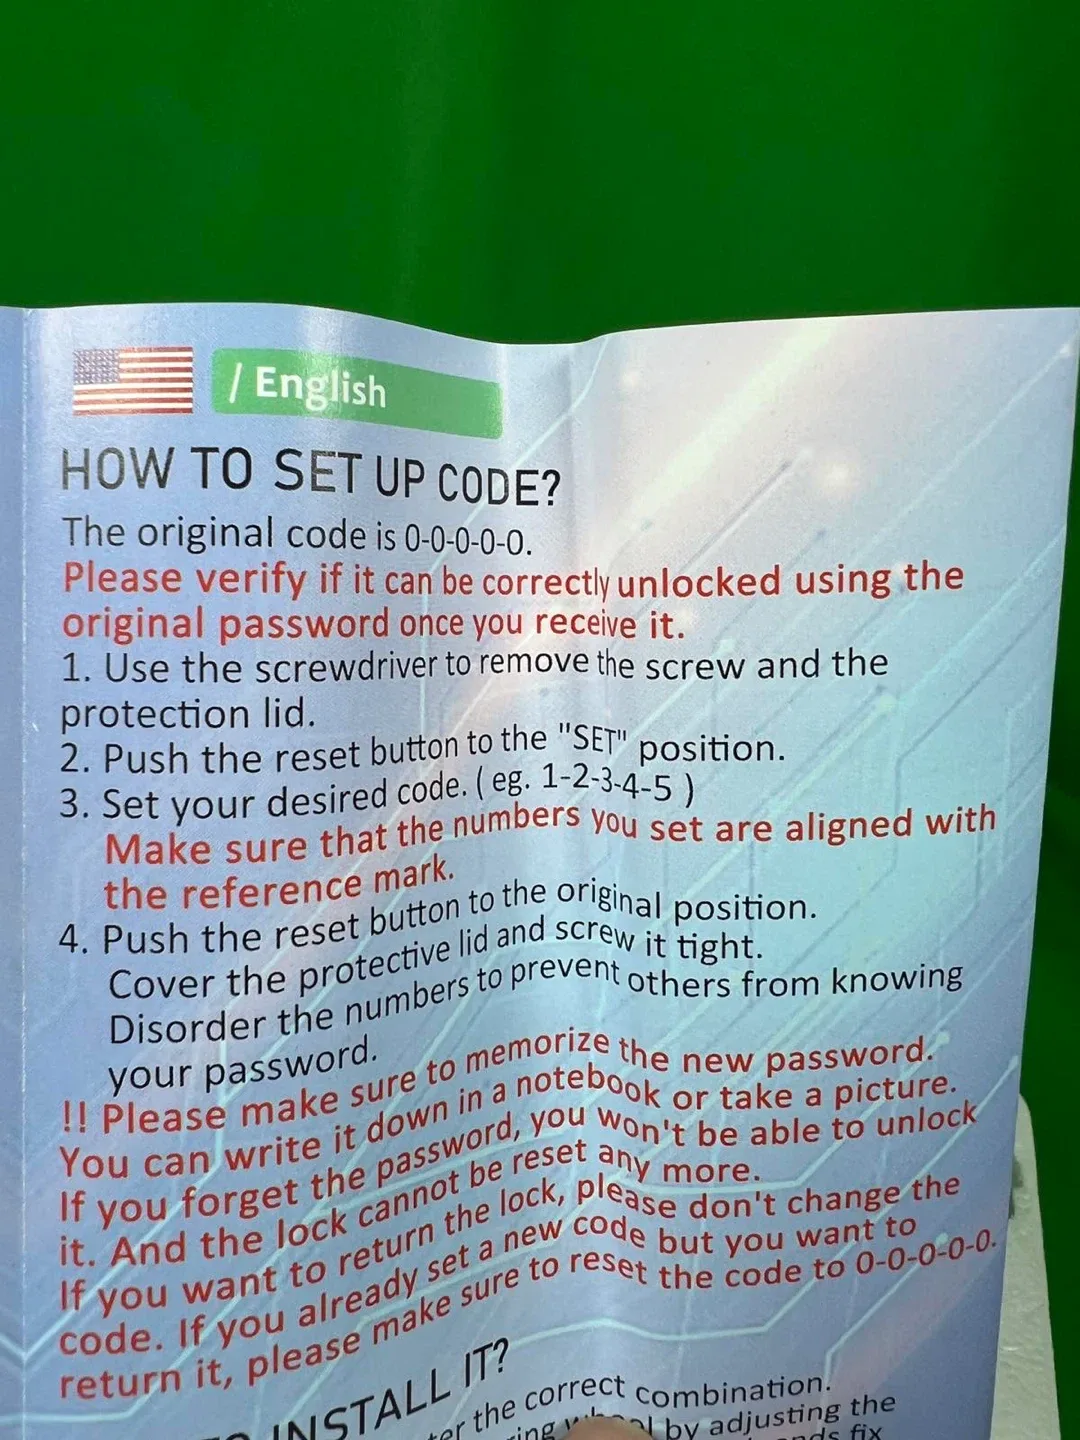 / English
HOW TO SET UP CODE?
The original code is 0-0-0-0-0.
Please verify if it can be correctly unlocked using the
original password once you receive it.
1. Use the screwdriver to remove the screw and the
protection lid.
2. Push the reset button to the "SET" position.
3. Set your desired code. ( eg. 1-2-3-4-5 )
Make sure that the numbers you set are aligned with
the reference mark.
4. Push the reset button to the original position.
Cover the protective lid and screw it tight.
Disorder the numbers to prevent others from knowing
your password.
!! Please make sure to memorize the new password.
You can write it down in a notebook or take a picture.
If you forget the password, you won't be able to unlock
it. And the lock cannot be reset any more.
If you want to return the lock, please don't change the
code. If you already set a new code but you want to
return it, please make sure to reset the code to 0-0-0-0-0.
INSTALL IT?
the correct combination.
by adjusting the
fix